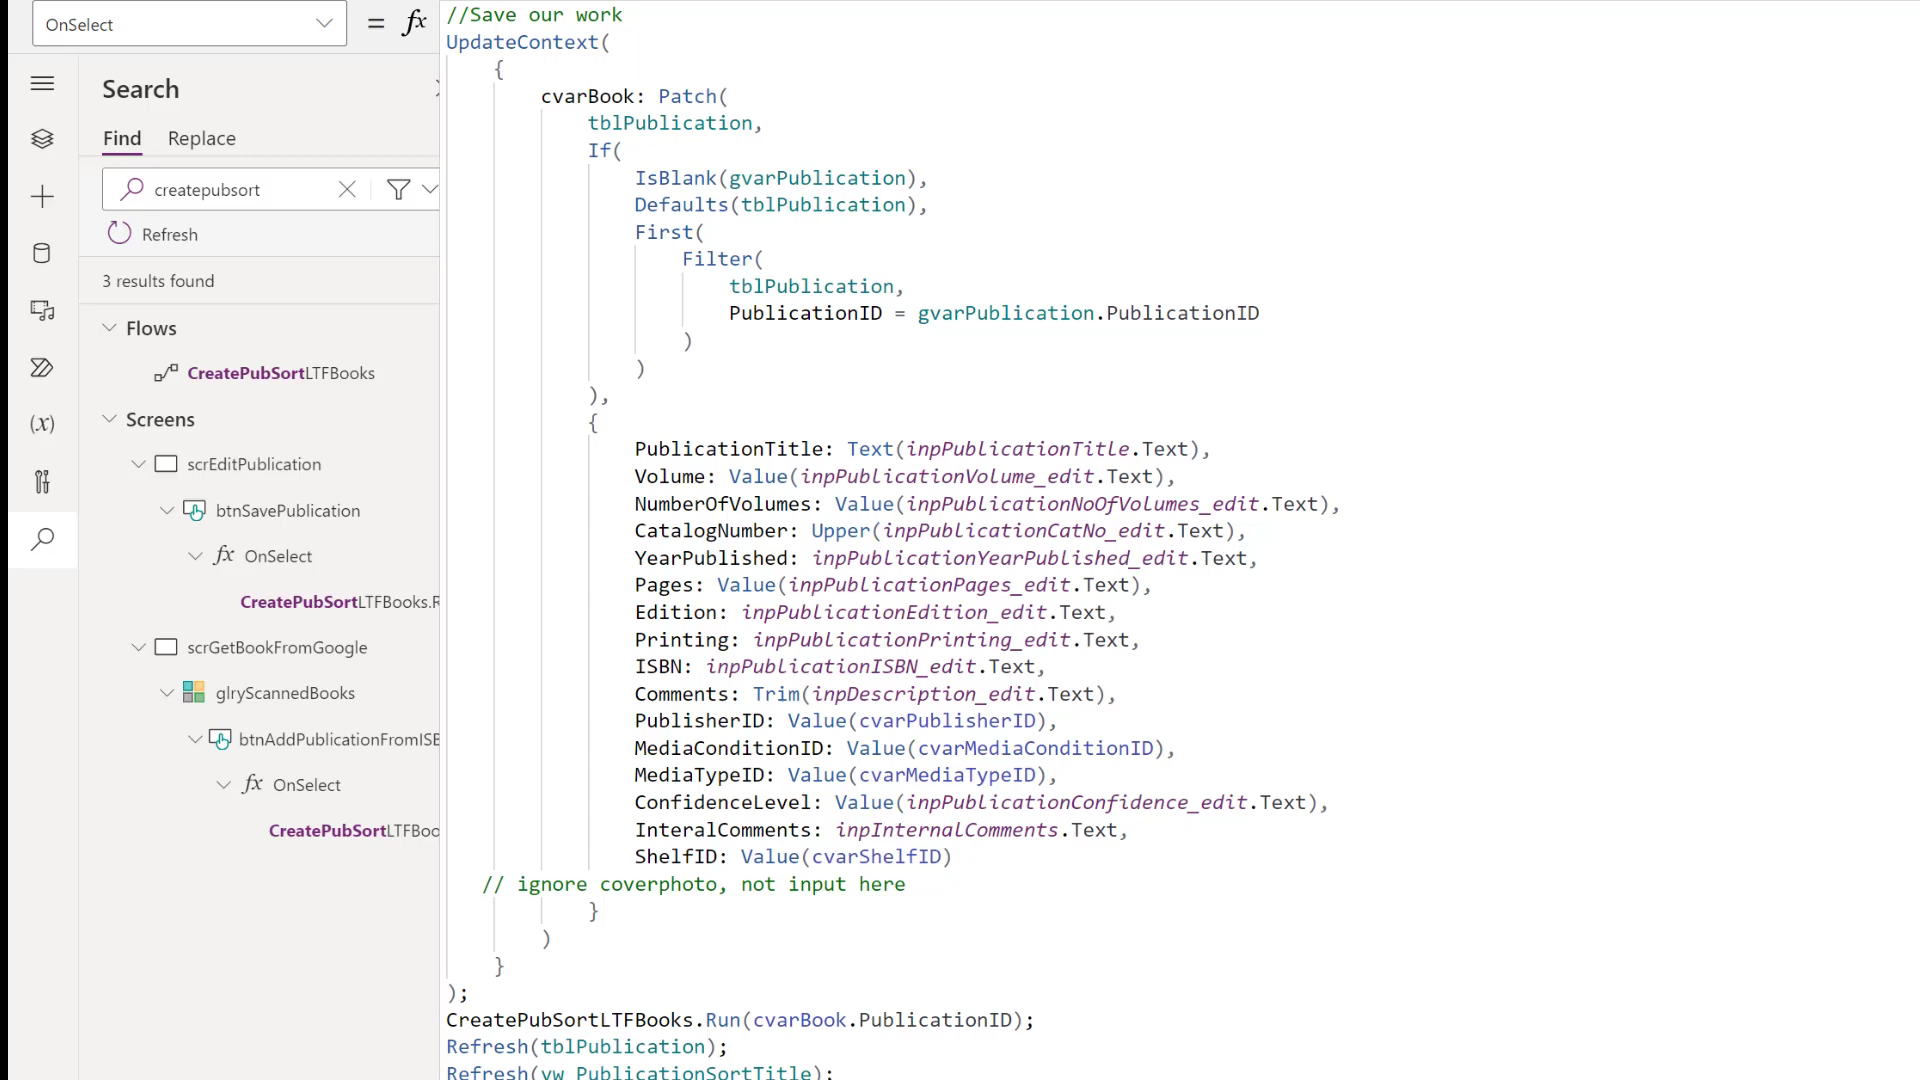 OnSelect
=
fx
Search
Find
Replace
createpubsort
Refresh
3 results found
Flows
CreatePubSortLTFBooks
Screens
scrEditPublication
btnSavePublication
fx OnSelect
CreatePubSortLTFBooks.R
scrGetBookFromGoogle
glryScannedBooks
btnAddPublicationFromISB
fx OnSelect
CreatePubSortLTFBoo
(x)
//Save our work
UpdateContext(
{
cvarBook: Patch(
tblPublication,
If(
IsBlank(gvarPublication),
Defaults(tblPublication),
First(
Filter(
tblPublication,
PublicationID = gvarPublication.PublicationID
)
)
),
{
PublicationTitle: Text(inpPublicationTitle.Text),
Volume: Value(inpPublicationVolume_edit.Text),
NumberOfVolumes: Value(inpPublicationNoOfVolumes_edit.Text),
CatalogNumber: Upper(inpPublicationCatNo_edit.Text),
YearPublished: inpPublicationYearPublished_edit.Text,
Pages: Value(inpPublicationPages_edit.Text),
Edition: inpPublicationEdition_edit.Text,
Printing: inpPublicationPrinting_edit.Text,
ISBN: inpPublicationISBN_edit.Text,
Comments: Trim(inpDescription_edit.Text),
PublisherID: Value(cvarPublisherID),
MediaConditionID: Value(cvarMediaConditionID),
MediaTypeID: Value(cvarMediaTypeID),
ConfidenceLevel: Value(inpPublicationConfidence_edit.Text),
InteralComments: inpInternalComments.Text,
ShelfID: Value(cvarShelfID)
// ignore coverphoto, not input here
}
)
}
);
CreatePubSortLTFBooks.Run(cvarBook.PublicationID);
Refresh(tblPublication);
Refresh(vw_PublicationSortTitle);